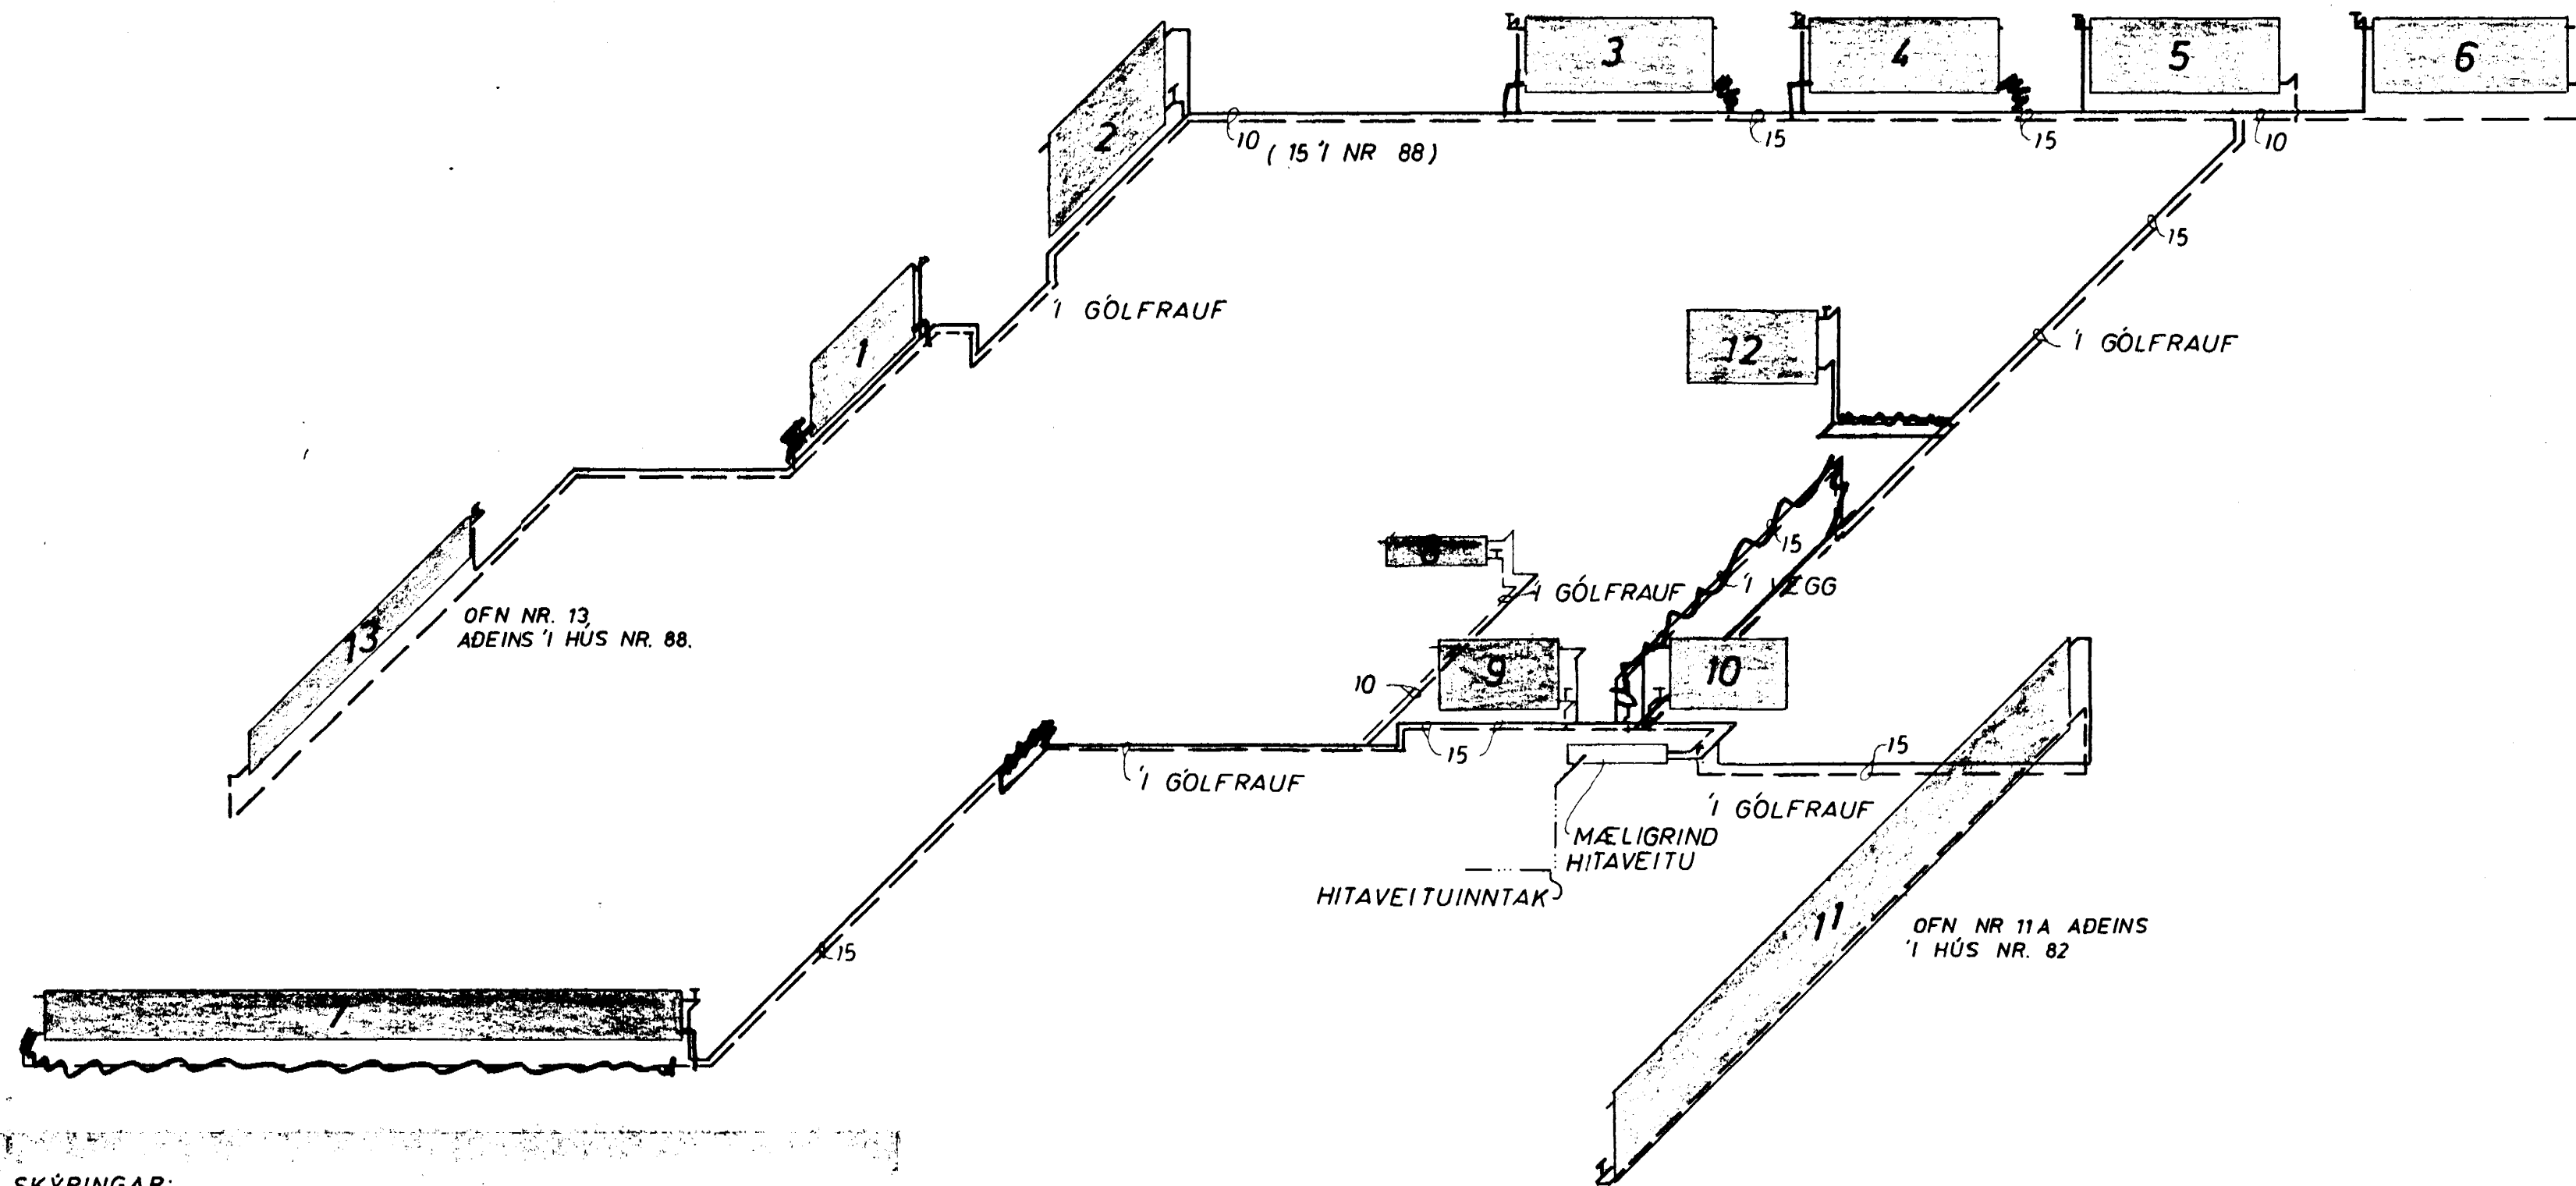 3
4
5
6
2
10
( 15 Í NR 88)
15
15
10
15
Í GÓLFRAUF
1
12
Í GÓLFRAUF
15
Í GÓLFRAUF
Í VEGG
13
OFN NR. 13,
AÐEINS Í HÚS NR. 88.
9
10
10
15
15
Í GÓLFRAUF
Í GÓLFRAUF
MÆLIGRIND
HITAVEITU
HITAVEITUINNTAK
11
OFN NR 11A AÐEINS
Í HÚS NR. 82
15
7
SKÝRINGAR: